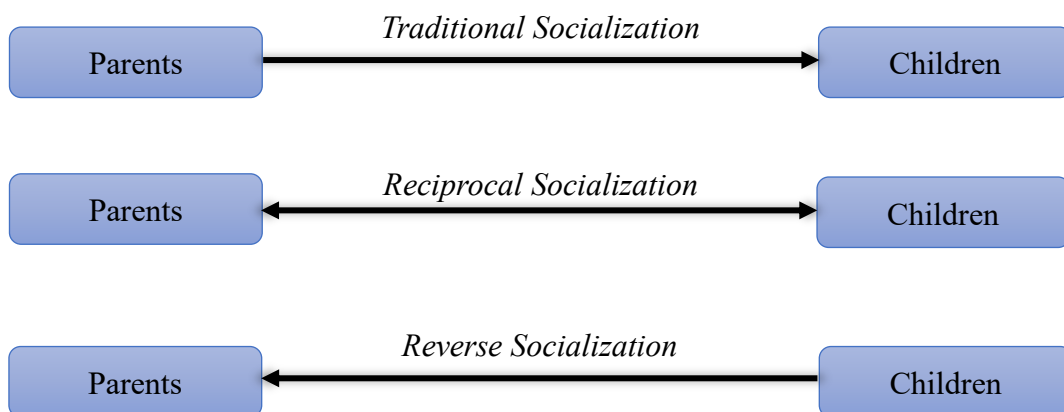 Traditional Socialization
Parents
Children
Reciprocal Socialization
Parents
Children
Reverse Socialization
Parents
Children